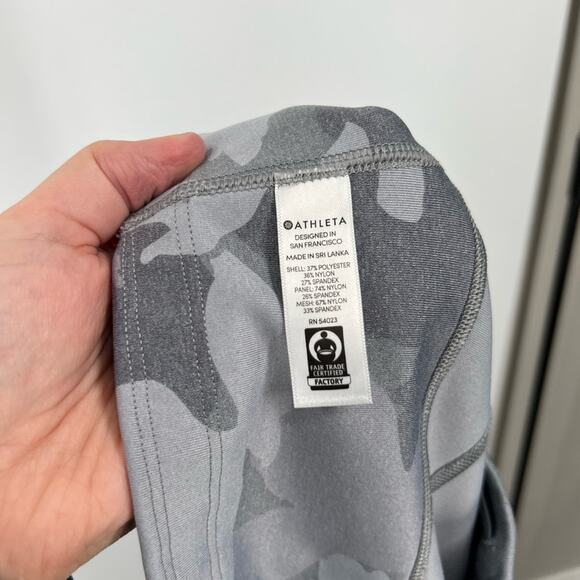 ATHLETA
DESIGNED IN
SAN FRANCISCO
MADE IN SRI LANKA
SHELL: 37% POLYESTER
36% NYLON
27% SPANDEX
PANEL: 74% NYLON
26% SPANDEX
MESH: 67% NYLON
33% SPANDEX
RN 54023
FAIR TRADE
CERTIFIED
FACTORY